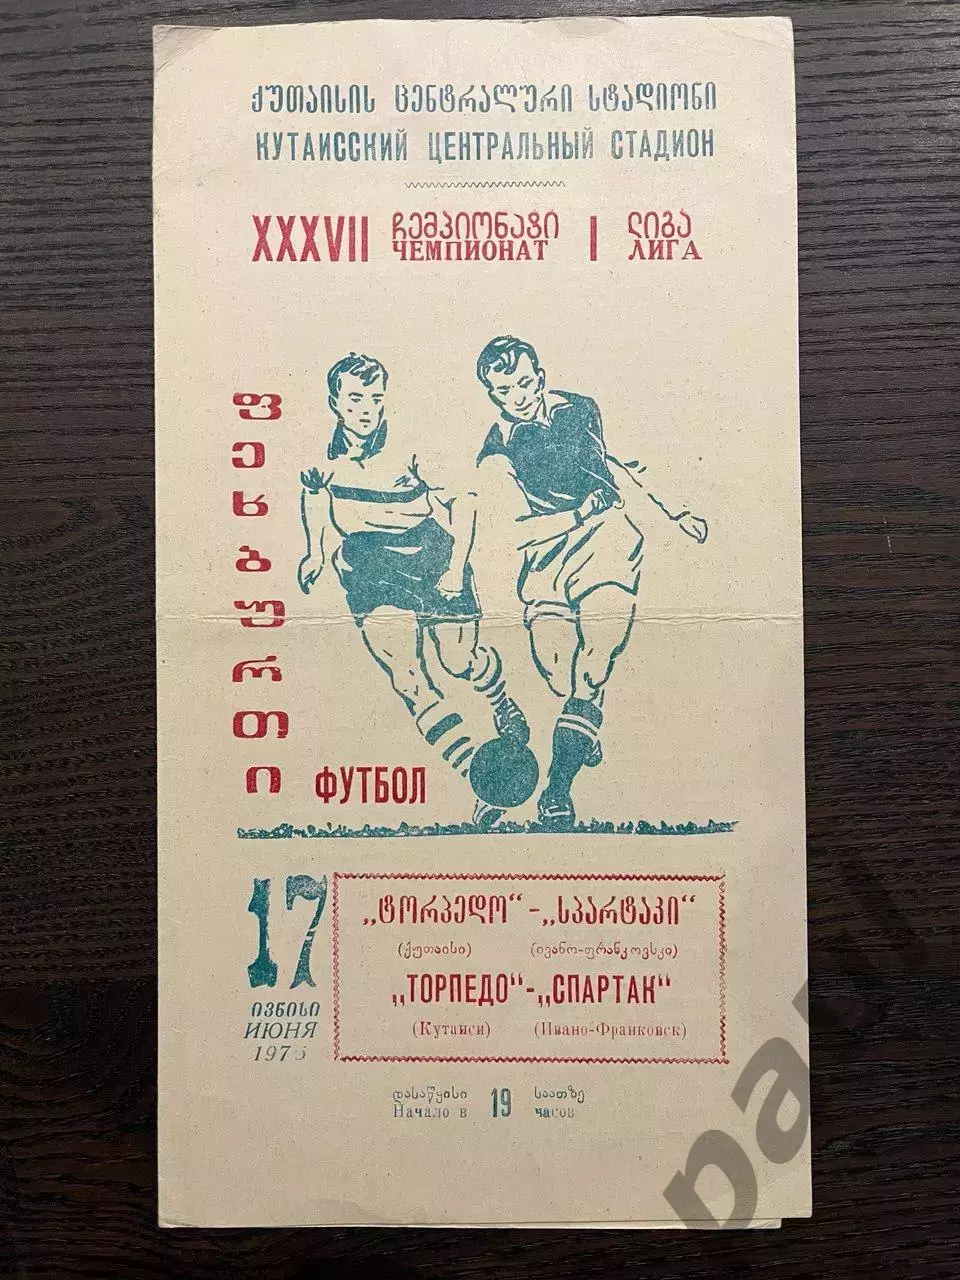 ქუთაისის ცენტრალური სტადიონი
КУТАИССКИЙ ЦЕНТРАЛЬНЫЙ СТАДИОН
XXXVII ჩემპიონატი I ლიგა
ЧЕМПИОНАТ ЛИГА
ფეხბურთი
ФУТБОЛ
17
ივნისი
ИЮНЯ
„ტორპედო“-„სპარტაკი“
(ქუთაისი) (ივანო-ფრანკოვსკი)
„ТОРПЕДО“-„СПАРТАК“
(Кутаиси) (Ивано-Франковск)
დასაწყისი 19 საათზე
Начало в часов